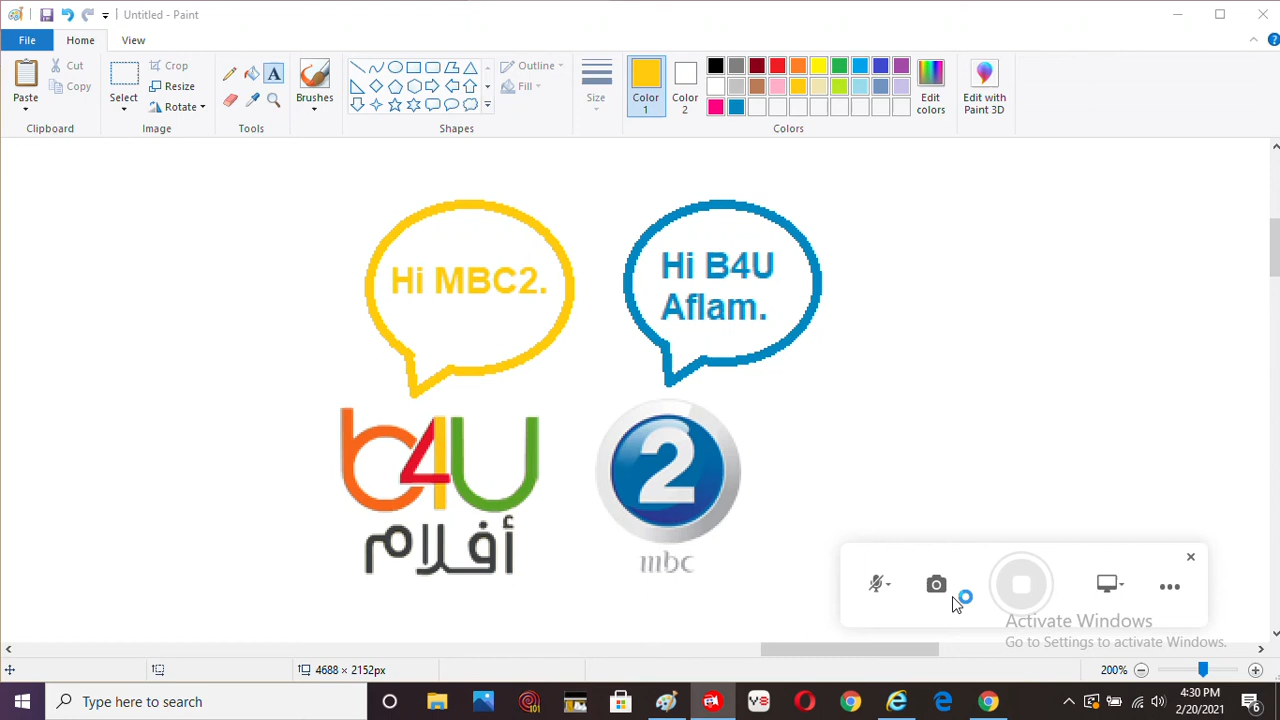 Untitled - Paint
File
Home
View
Paste
Cut
Copy
Clipboard
Select
Crop
Resize
Rotate
Image
A
Tools
Brushes
Shapes
Outline
Fill
Size
Color
1
Color
2
Colors
Edit
colors
Edit with
Paint 3D
Hi MBC2.
Hi B4U
Aflam.
b4U
أفلام
2
mbc
Activate Windows
Go to Settings to activate Windows.
4688 × 2152px
200%
Type here to search
101
YS
4:30 PM
2/20/2021
6